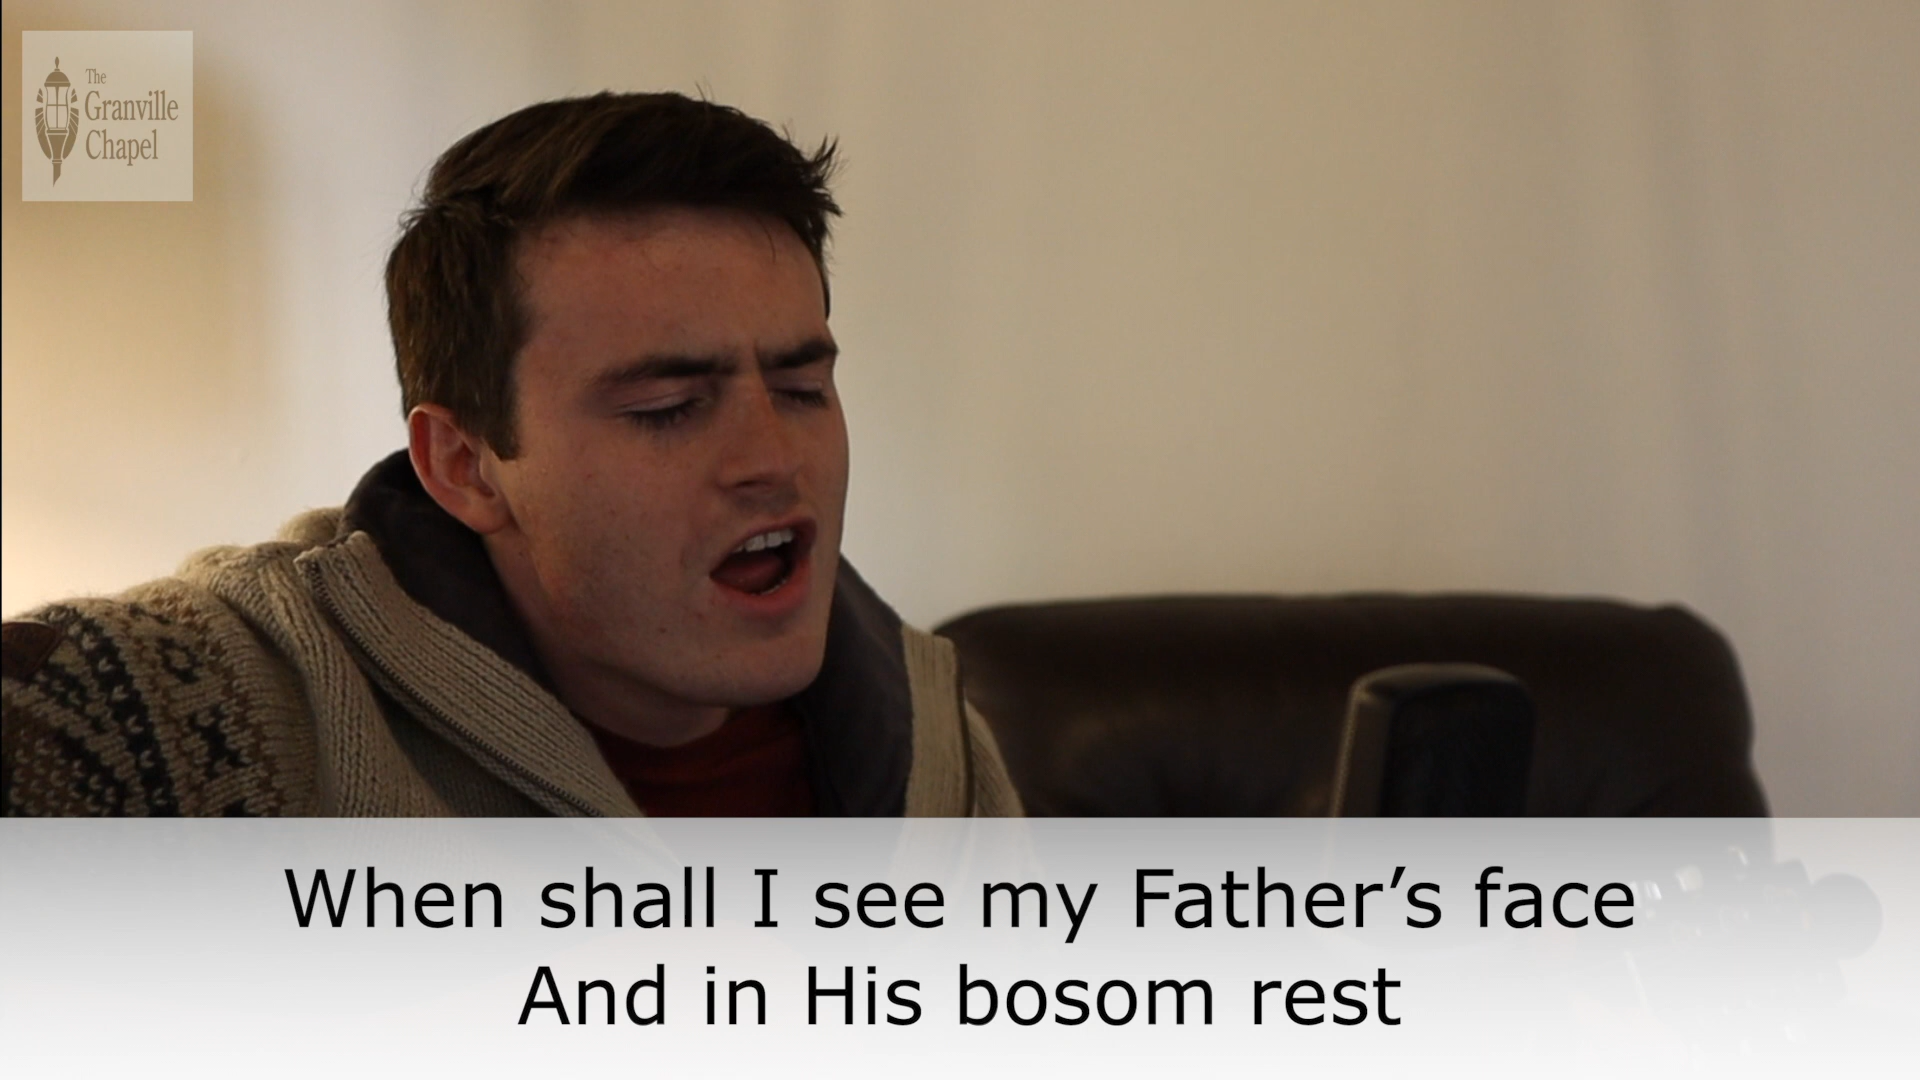 The
Granville
Chapel
When shall I see my Father’s face
And in His bosom rest